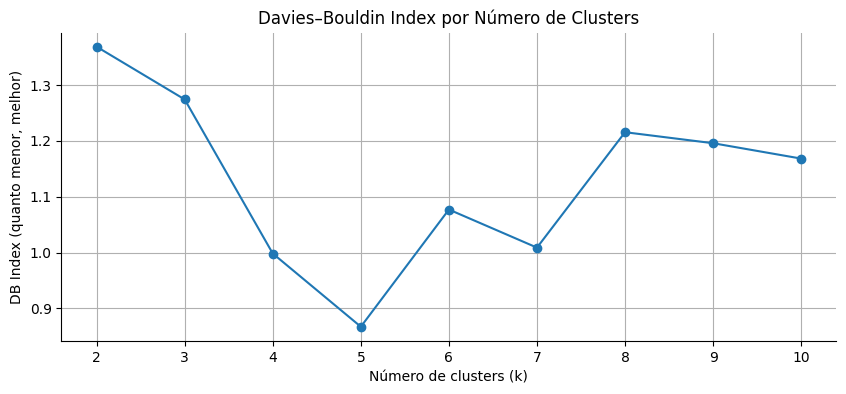 Davies–Bouldin Index por Número de Clusters
DB Index (quanto menor, melhor)
1.3
1.2
1.1
1.0
0.9
2 3 4 5 6 7 8 9 10
Número de clusters (k)